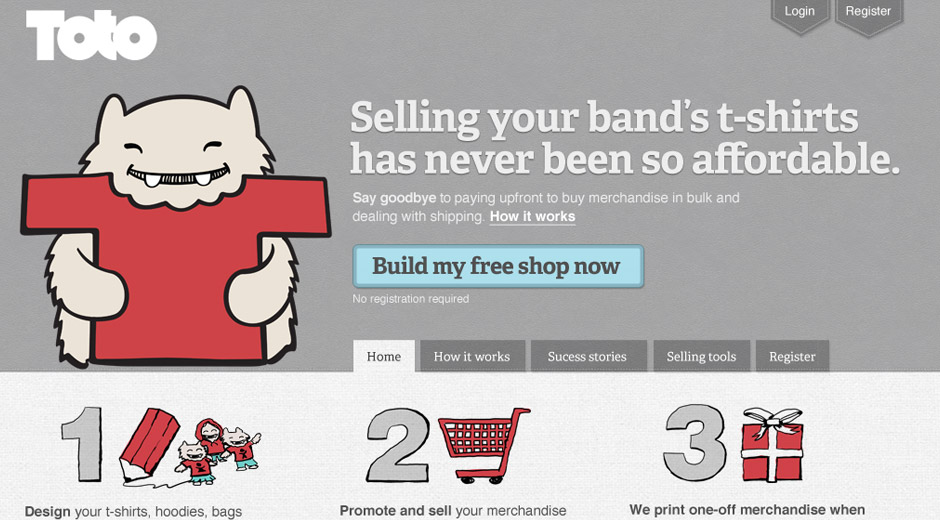 Toto
Login
Register
Selling your band's t-shirts
has never been so affordable.
Say goodbye to paying upfront to buy merchandise in bulk and
dealing with shipping. How it works
Build my free shop now
No registration required
Home
How it works
Sucess stories
Selling tools
Register
1
2
3
Design your t-shirts, hoodies, bags
Promote and sell your merchandise
We print one-off merchandise when